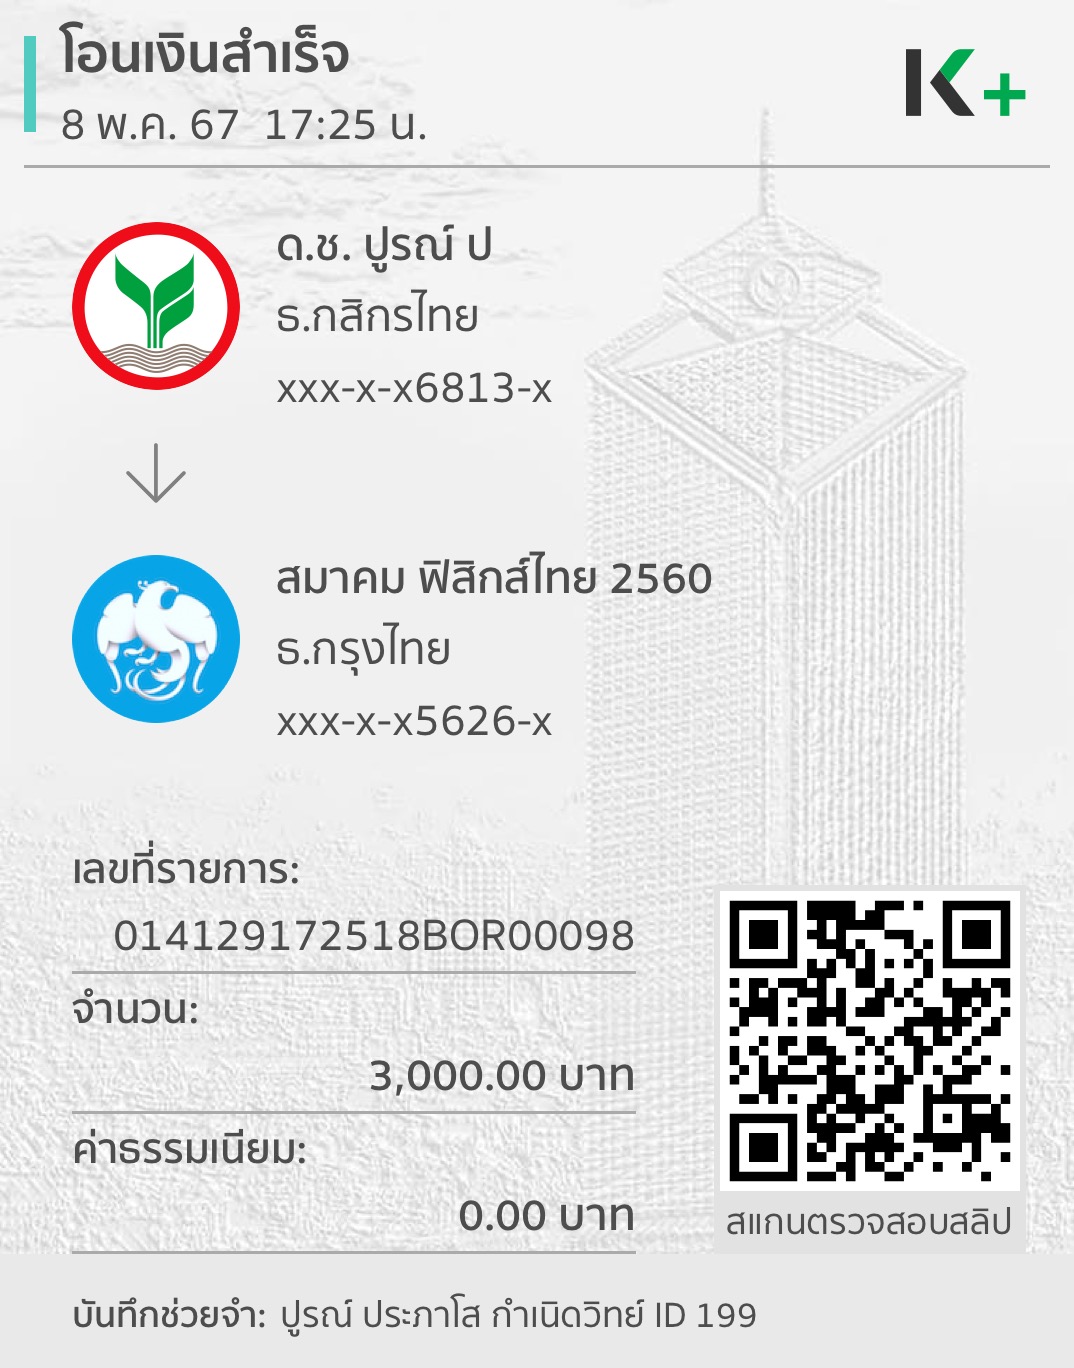 โอนเงินสำเร็จ
8 พ.ค. 67 17:25 น.
K+
ด.ช. ปูรณ์ ป
ธ.กสิกรไทย
xxx-x-x6813-x
สมาคม ฟิสิกส์ไทย 2560
ธ.กรุงไทย
xxx-x-x5626-x
เลขที่รายการ:
014129172518BOR00098
จำนวน:
3,000.00 บาท
ค่าธรรมเนียม:
0.00 บาท
สแกนตรวจสอบสลิป
บันทึกช่วยจำ: ปูรณ์ ประภาโส กำเนิดวิทย์ ID 199